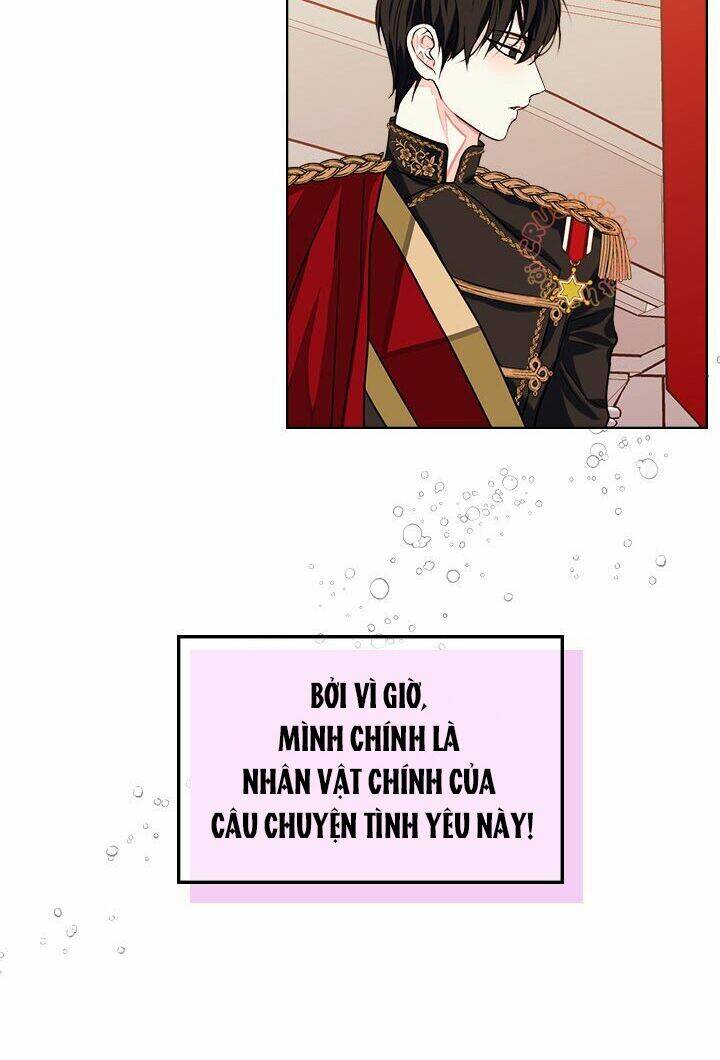 BỞI VÌ GIỜ,
MÌNH CHÍNH LÀ
NHÂN VẬT CHÍNH CỦA
CÂU CHUYỆN TÌNH YÊU NÀY!